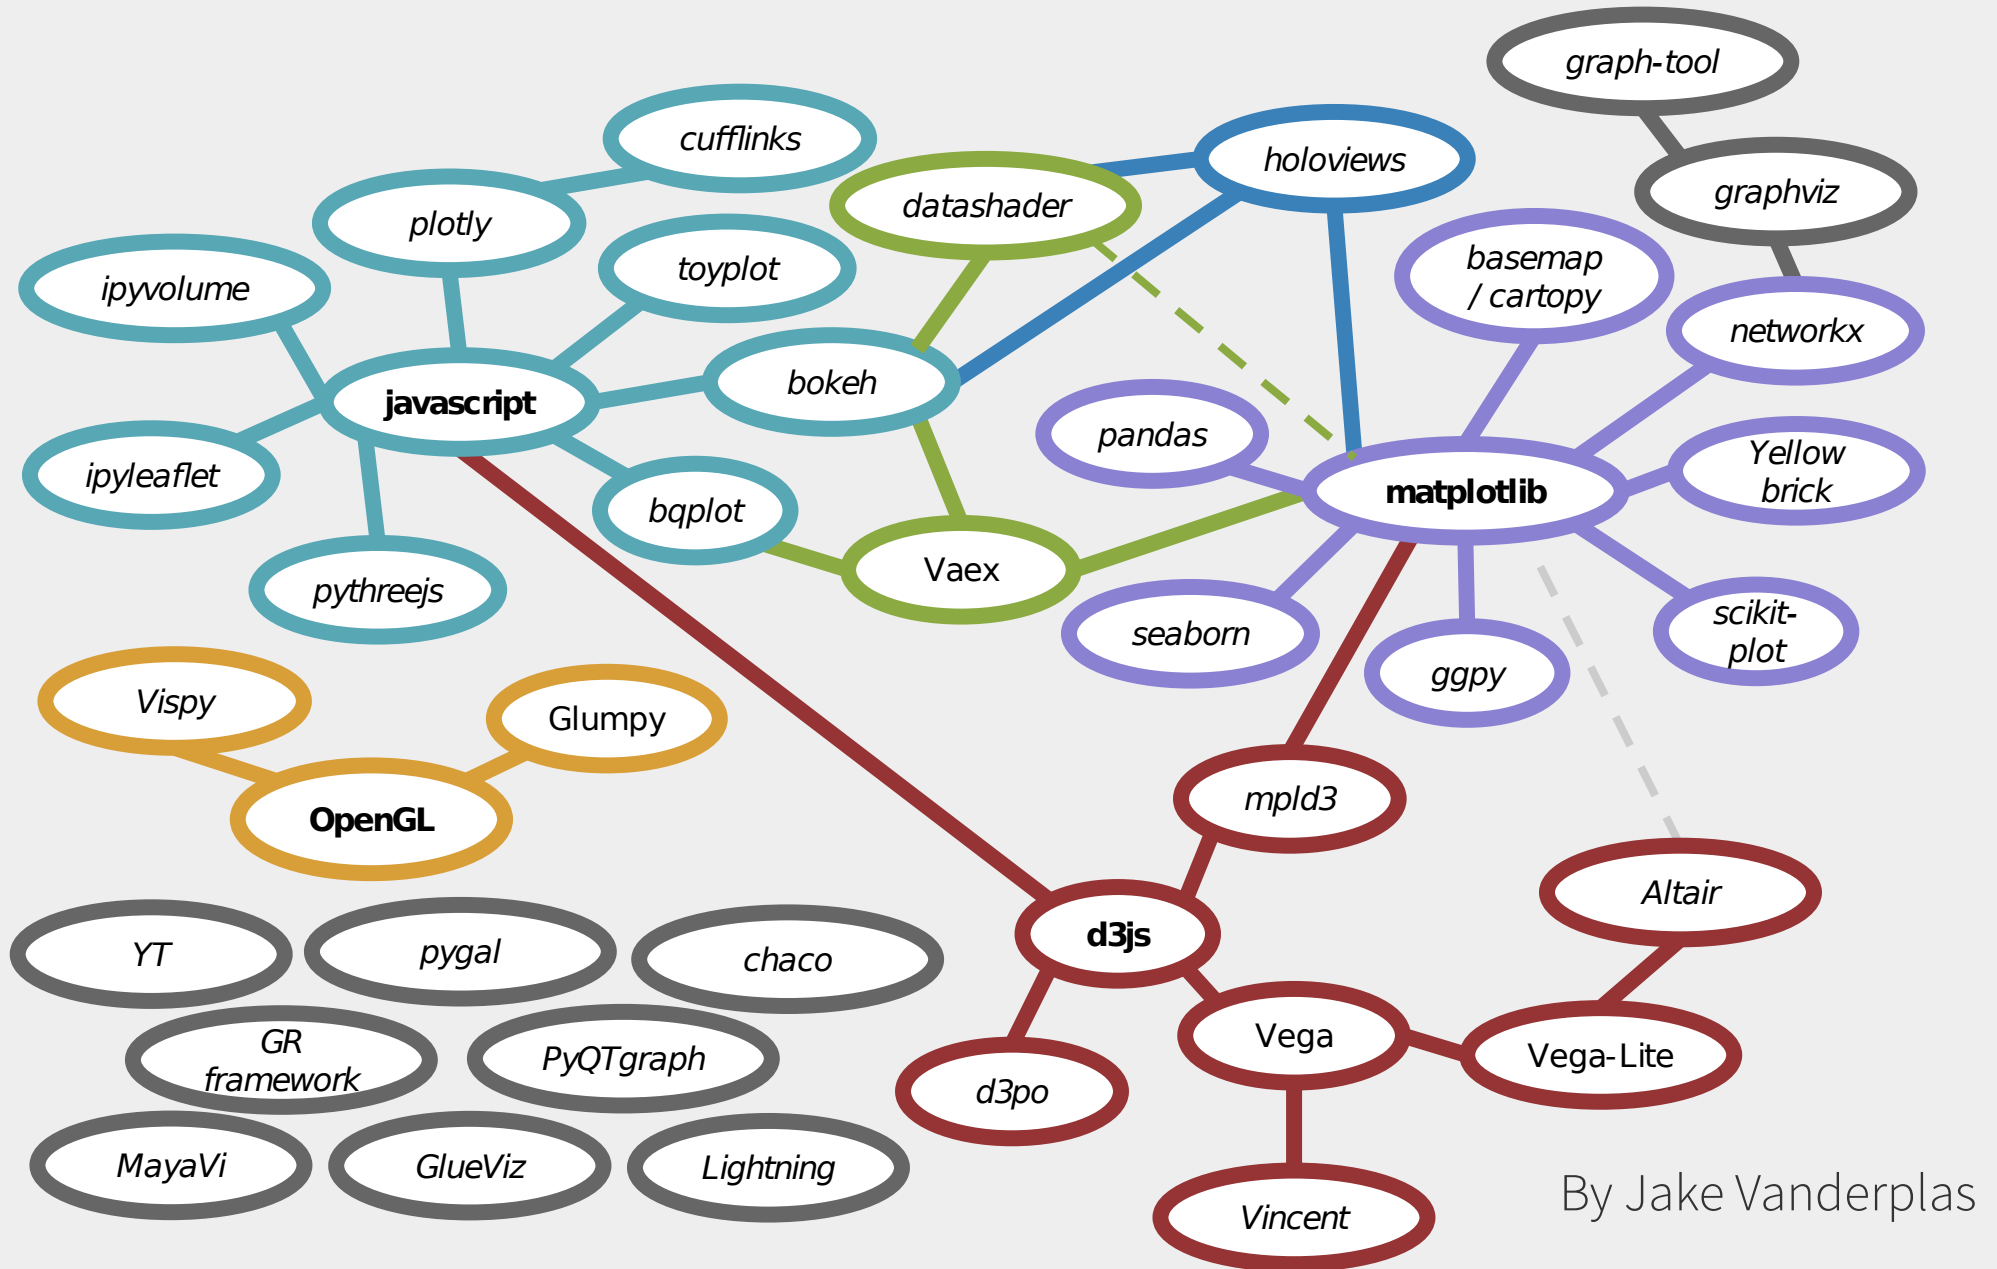 graph-tool
cufflinks
holoviews
graphviz
datashader
plotly
toyplot
basemap
/ cartopy
ipyvolume
networkx
bokeh
javascript
pandas
Yellow
brick
ipyleaflet
matplotlib
bqplot
Vaex
pythreejs
seaborn
scikit-
plot
ggpy
Vispy
Glumpy
mpld3
OpenGL
Altair
d3js
YT
pygal
chaco
GR
framework
PyQTgraph
Vega
Vega-Lite
d3po
MayaVi
GlueViz
Lightning
Vincent
By Jake Vanderplas